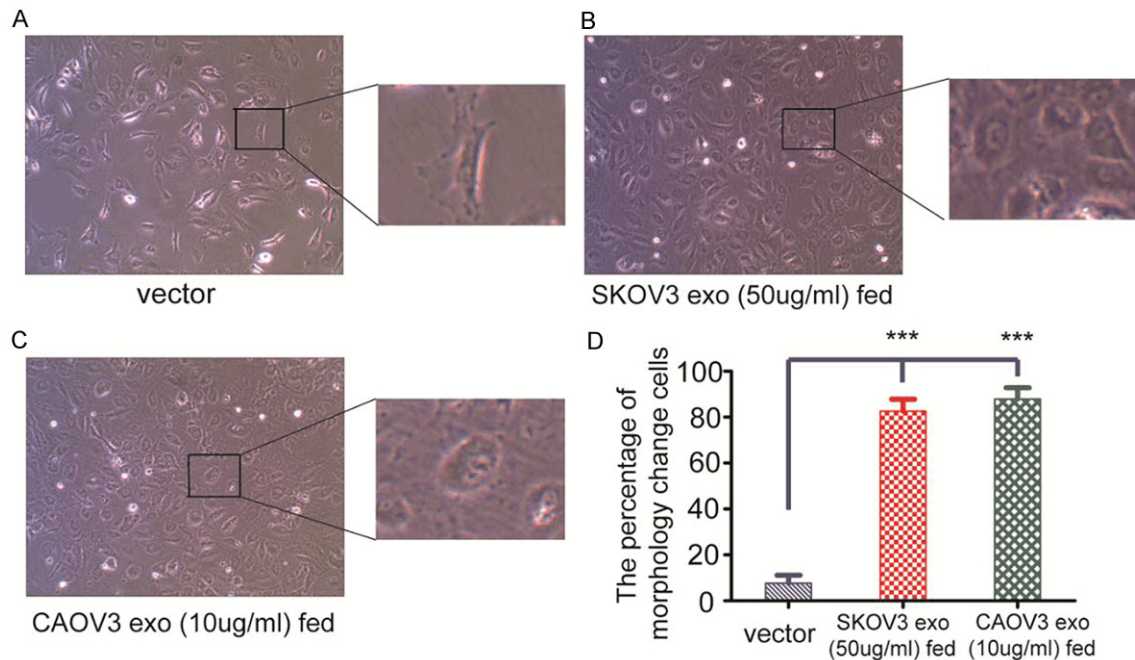 A
vector
B
SKOV3 exo (50ug/ml) fed
C
CAOV3 exo (10ug/ml) fed
D
The percentage of
morphology change cells
100
80
60
40
20
0
***
***
vector
SKOV3 exo
(50ug/ml) fed
CAOV3 exo
(10ug/ml) fed